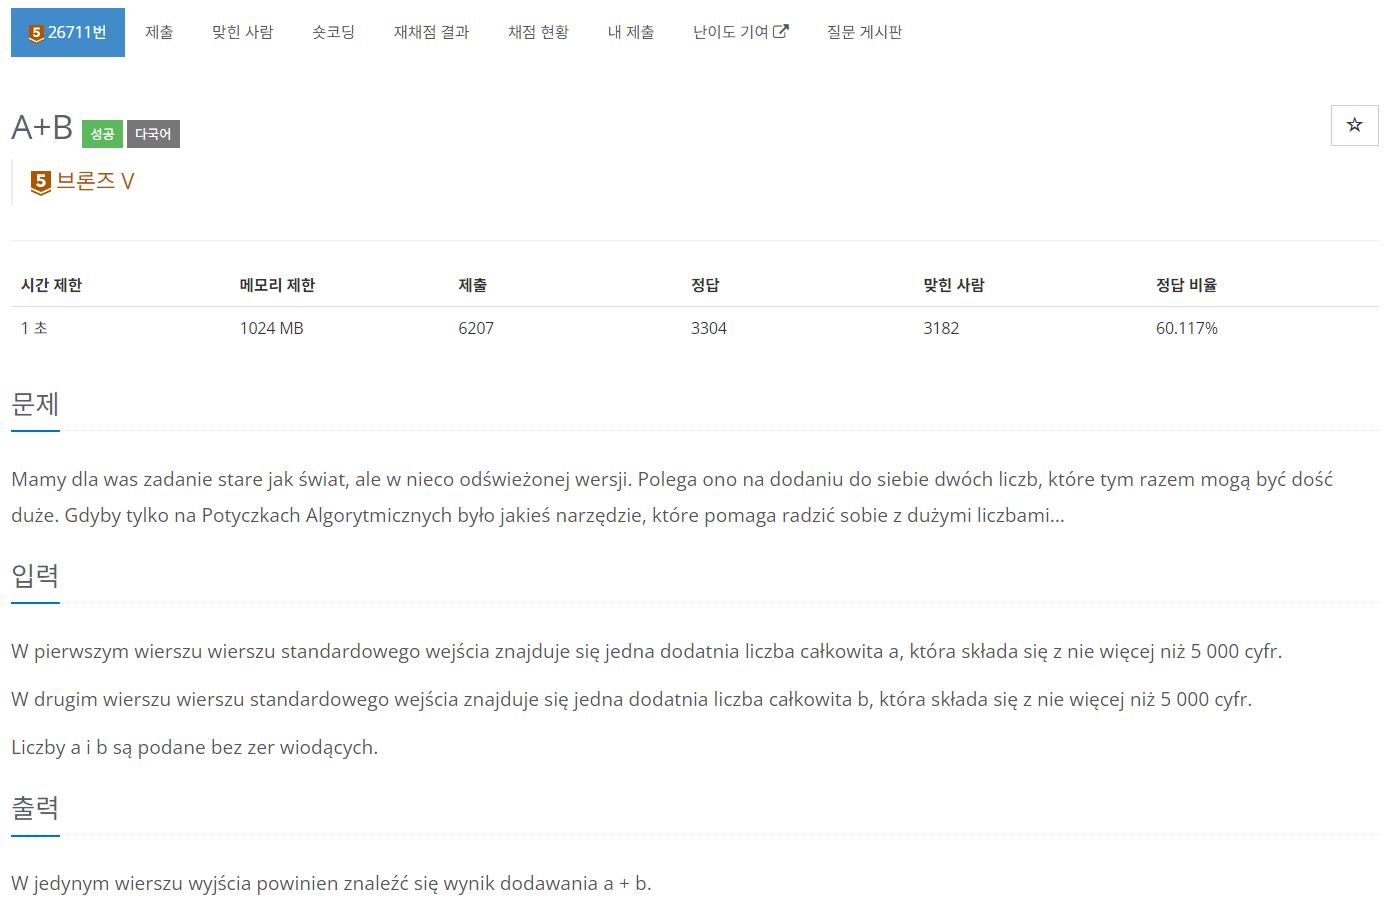 5 26711번 제출 맞힌 사람 숏코딩 재채점 결과 채점 현황 내 제출 난이도 기여 질문 게시판
A+B 성공 다국어
5 브론즈 V
시간 제한 메모리 제한 제출 정답 맞힌 사람 정답 비율
1 초 1024 MB 6207 3304 3182 60.117%
문제
Mamy dla was zadanie stare jak świat, ale w nieco odświeżonej wersji. Polega ono na dodaniu do siebie dwóch liczb, które tym razem mogą być dość
duże. Gdyby tylko na Potyczkach Algorytmicznych było jakieś narzędzie, które pomaga radzić sobie z dużymi liczbami...
입력
W pierwszym wierszu wierszu standardowego wejścia znajduje się jedna dodatnia liczba całkowita a, która składa się z nie więcej niż 5 000 cyfr.
W drugim wierszu wierszu standardowego wejścia znajduje się jedna dodatnia liczba całkowita b, która składa się z nie więcej niż 5 000 cyfr.
Liczby a i b są podane bez zer wiodących.
출력
W jedynym wierszu wyjścia powinien znaleźć się wynik dodawania a + b.